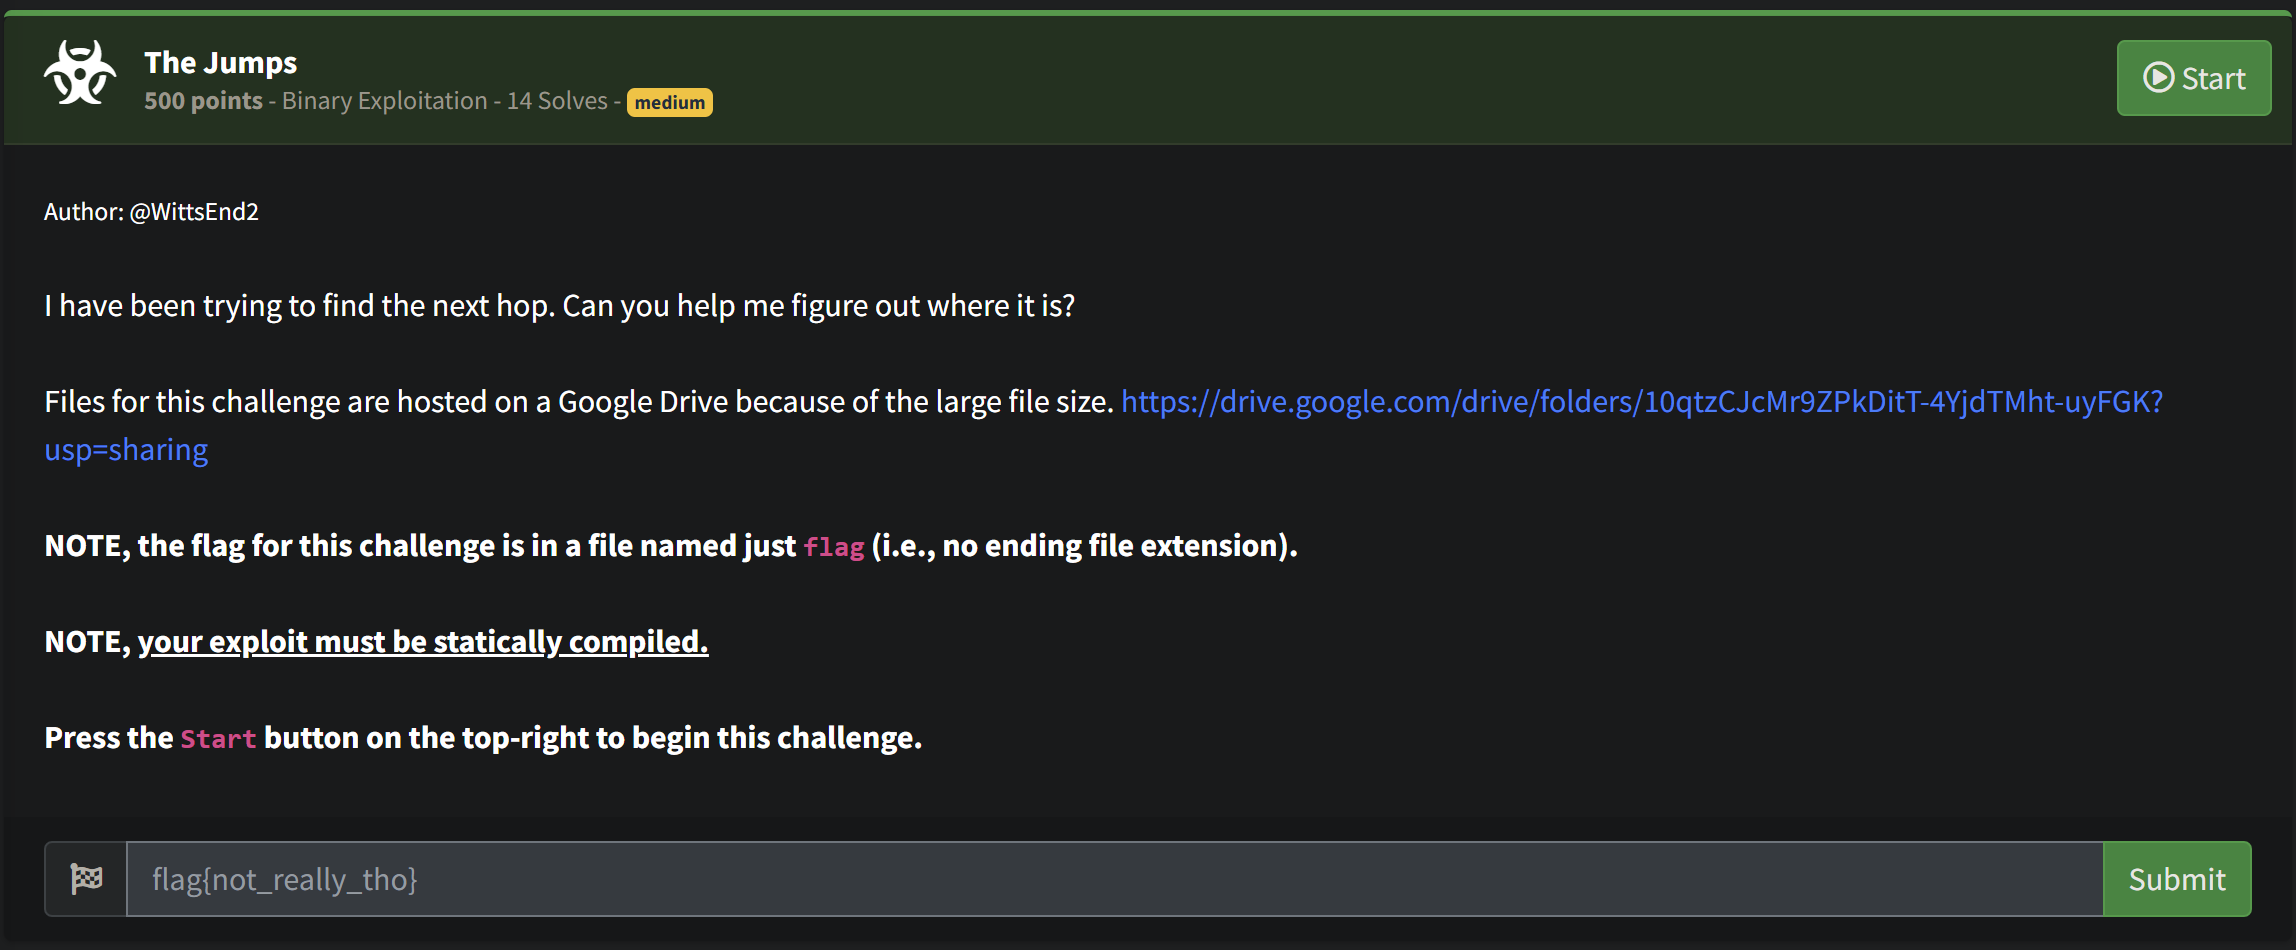 The Jumps
500 points - Binary Exploitation - 14 Solves - medium
Start
Author: @WittsEnd2
I have been trying to find the next hop. Can you help me figure out where it is?
Files for this challenge are hosted on a Google Drive because of the large file size. https://drive.google.com/drive/folders/10qtzCJcMr9ZPkDitT-4YjdTMht-uyFGK?
usp=sharing
NOTE, the flag for this challenge is in a file named just flag (i.e., no ending file extension).
NOTE, your exploit must be statically compiled.
Press the Start button on the top-right to begin this challenge.
flag{not_really_tho}
Submit